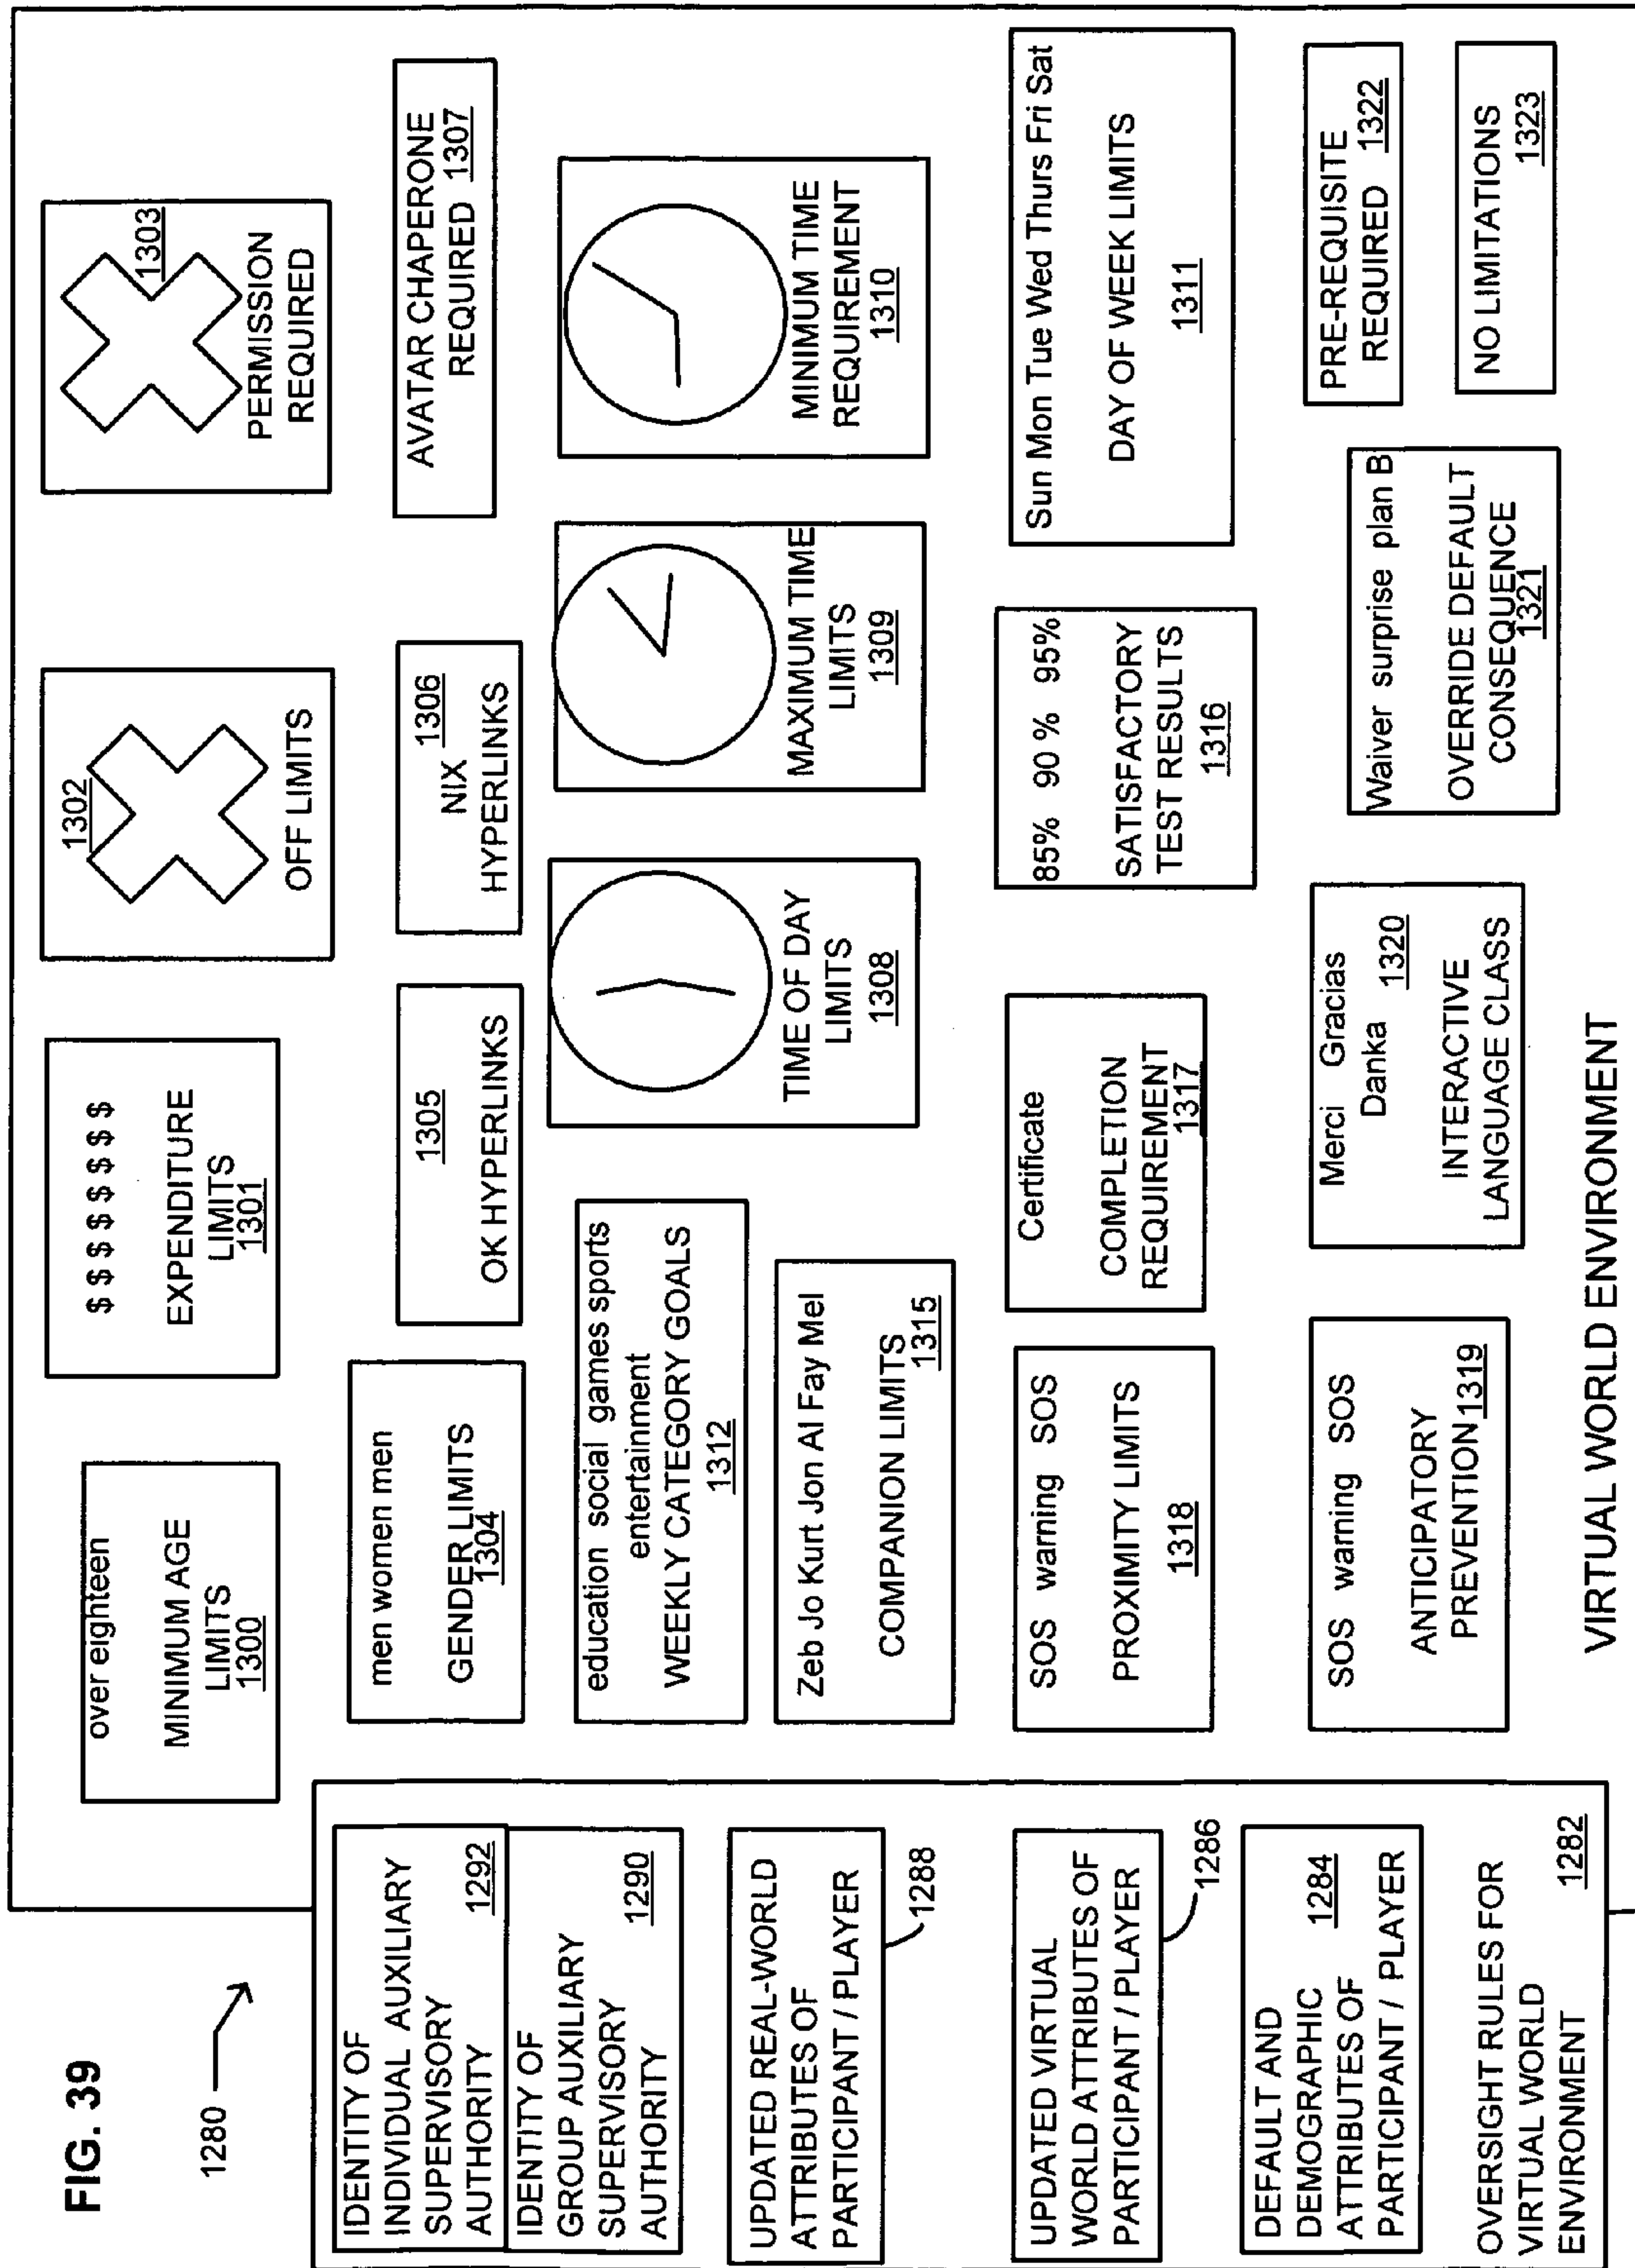 FIG. 39
1280
IDENTITY OF
INDIVIDUAL AUXILIARY
SUPERVISORY
AUTHORITY 1292
IDENTITY OF
GROUP AUXILIARY
SUPERVISORY
AUTHORITY 1290
UPDATED REAL-WORLD
ATTRIBUTES OF
PARTICIPANT / PLAYER
1288
UPDATED VIRTUAL
WORLD ATTRIBUTES OF
PARTICIPANT / PLAYER
1286
DEFAULT AND
DEMOGRAPHIC
ATTRIBUTES OF 1284
PARTICIPANT / PLAYER
OVERSIGHT RULES FOR
VIRTUAL WORLD
ENVIRONMENT 1282
over eighteen
MINIMUM AGE
LIMITS
1300
$ $ $ $ $ $ $ $
EXPENDITURE
LIMITS
1301
1302
OFF LIMITS
1303
PERMISSION
REQUIRED
men women men
GENDER LIMITS
1304
1305
OK HYPERLINKS
1306
NIX
HYPERLINKS
AVATAR CHAPERONE
REQUIRED 1307
education social games sports
entertainment
WEEKLY CATEGORY GOALS
1312
Zeb Jo Kurt Jon Al Fay Mel
COMPANION LIMITS
1315
TIME OF DAY
LIMITS
1308
MAXIMUM TIME
LIMITS
1309
MINIMUM TIME
REQUIREMENT
1310
SOS warning SOS
PROXIMITY LIMITS
1318
Certificate
COMPLETION
REQUIREMENT
1317
85% 90 % 95%
SATISFACTORY
TEST RESULTS
1316
Sun Mon Tue Wed Thurs Fri Sat
DAY OF WEEK LIMITS
1311
SOS warning SOS
ANTICIPATORY
PREVENTION 1319
Merci Gracias
Danka 1320
INTERACTIVE
LANGUAGE CLASS
Waiver surprise plan B
OVERRIDE DEFAULT
CONSEQUENCE
1321
PRE-REQUISITE
REQUIRED 1322
NO LIMITATIONS
1323
VIRTUAL WORLD ENVIRONMENT